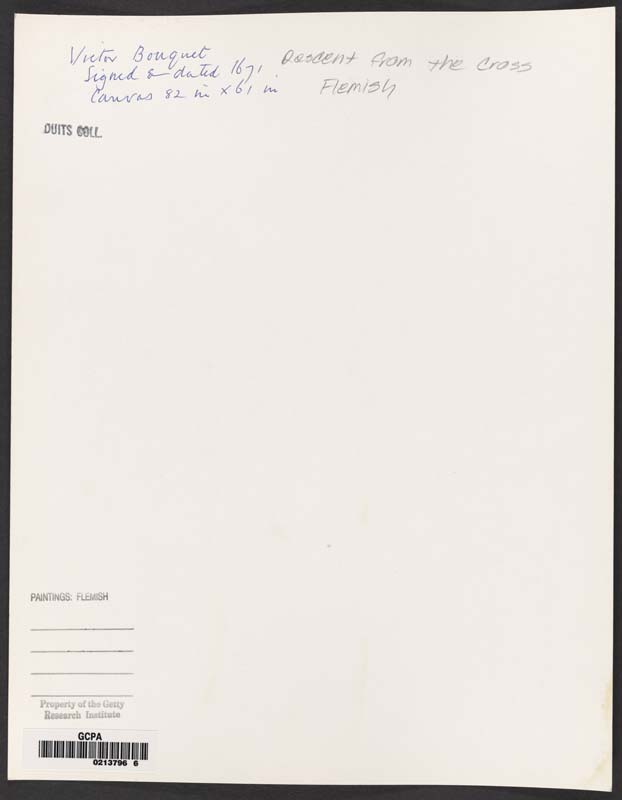 Victor Bouquet
Signed & dated 1671
Canvas 82 in x 61 in
Descent from the Cross
Flemish
DUITS COLL.
PAINTINGS: FLEMISH
Property of the Getty
Research Institute
GCPA
0213796 6